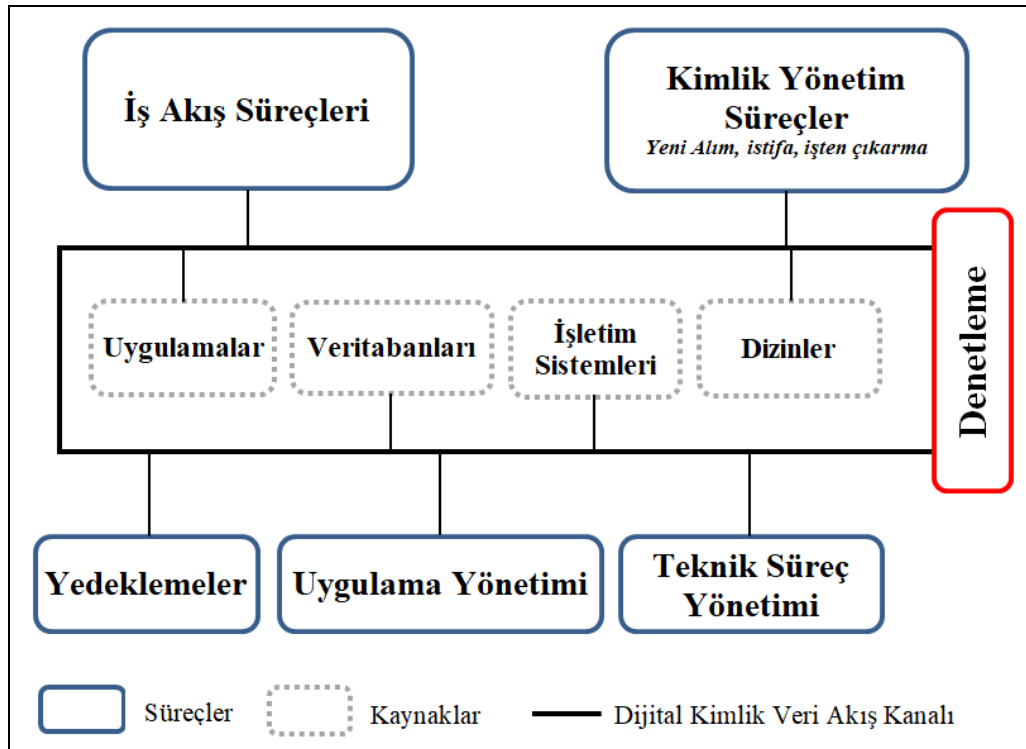 İş Akış Süreçleri
Kimlik Yönetim
Süreçler
Yeni Alım, istifa, işten çıkarma
Denetleme
Uygulamalar
Veritabanları
İşletim
Sistemleri
Dizinler
Yedeklemeler
Uygulama Yönetimi
Teknik Süreç
Yönetimi
Süreçler
Kaynaklar
Dijital Kimlik Veri Akış Kanalı